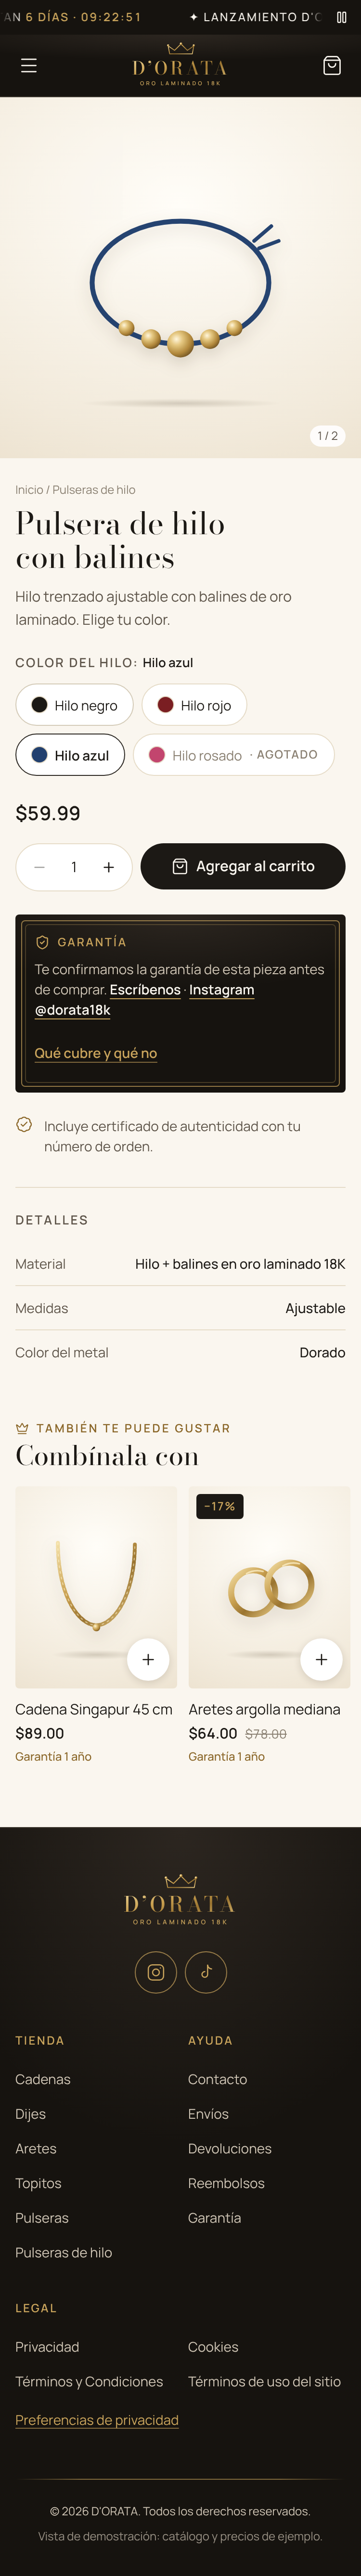 AN 6 DÍAS · 09:22:51 ✦ LANZAMIENTO D'O
D'ORATA
ORO LAMINADO 18K
1 / 2
Inicio / Pulseras de hilo
Pulsera de hilo
con balines
Hilo trenzado ajustable con balines de oro
laminado. Elige tu color.
COLOR DEL HILO: Hilo azul
Hilo negro
Hilo rojo
Hilo azul
Hilo rosado · AGOTADO
$59.99
− 1 +
Agregar al carrito
GARANTÍA
Te confirmamos la garantía de esta pieza antes
de comprar. Escríbenos · Instagram
@dorata18k
Qué cubre y qué no
Incluye certificado de autenticidad con tu
número de orden.
DETALLES
Material Hilo + balines en oro laminado 18K
Medidas Ajustable
Color del metal Dorado
TAMBIÉN TE PUEDE GUSTAR
Combínala con
−17%
Cadena Singapur 45 cm
$89.00
Garantía 1 año
Aretes argolla mediana
$64.00 $78.00
Garantía 1 año
D'ORATA
ORO LAMINADO 18K
TIENDA
Cadenas
Dijes
Aretes
Topitos
Pulseras
Pulseras de hilo
AYUDA
Contacto
Envíos
Devoluciones
Reembolsos
Garantía
LEGAL
Privacidad
Cookies
Términos y Condiciones
Términos de uso del sitio
Preferencias de privacidad
© 2026 D'ORATA. Todos los derechos reservados.
Vista de demostración: catálogo y precios de ejemplo.